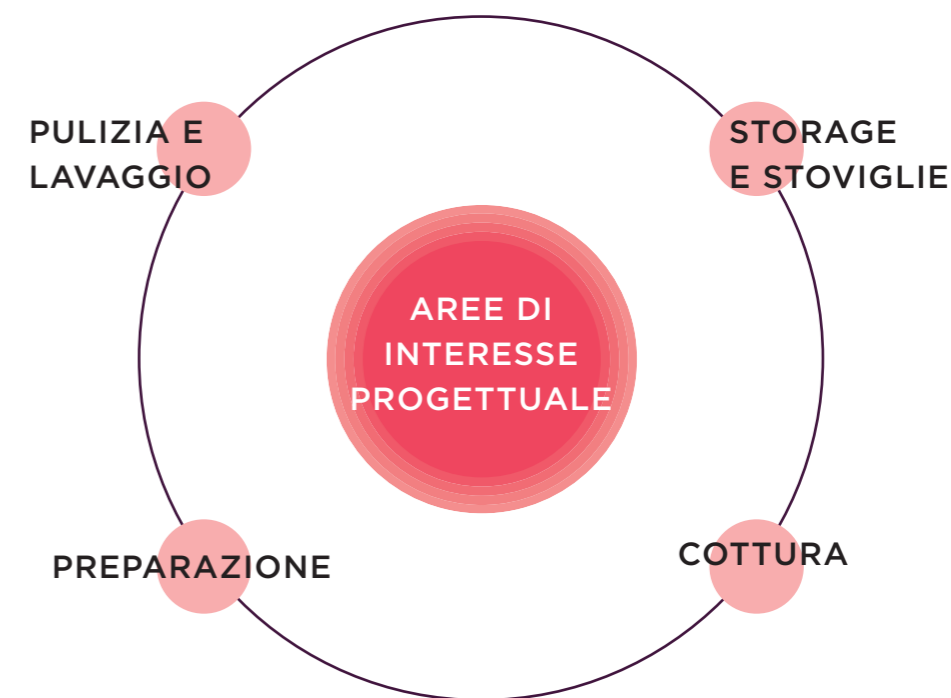 PULIZIA E
LAVAGGIO
STORAGE
E STOVIGLIE
AREE DI
INTERESSE
PROGETTUALE
PREPARAZIONE
COTTURA